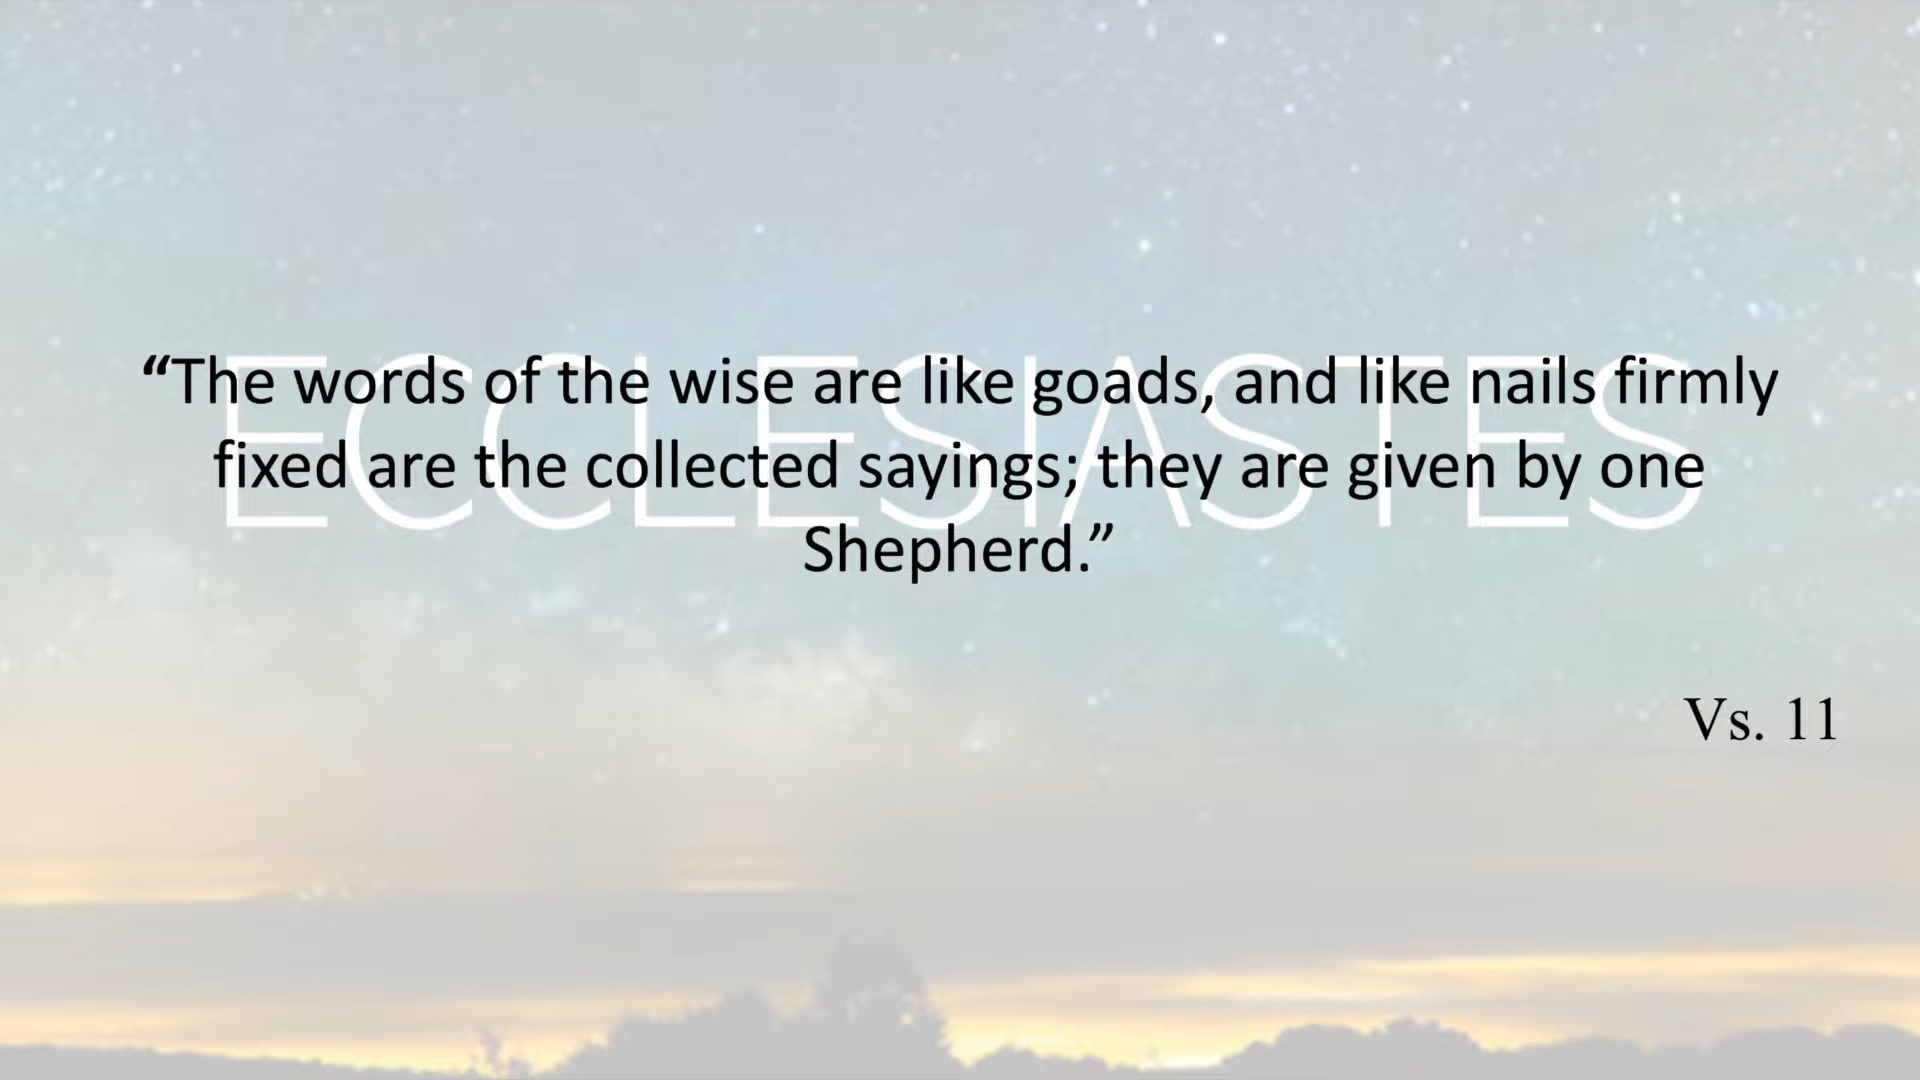 ECCLESIASTES
“The words of the wise are like goads, and like nails firmly
fixed are the collected sayings; they are given by one
Shepherd.”
Vs. 11